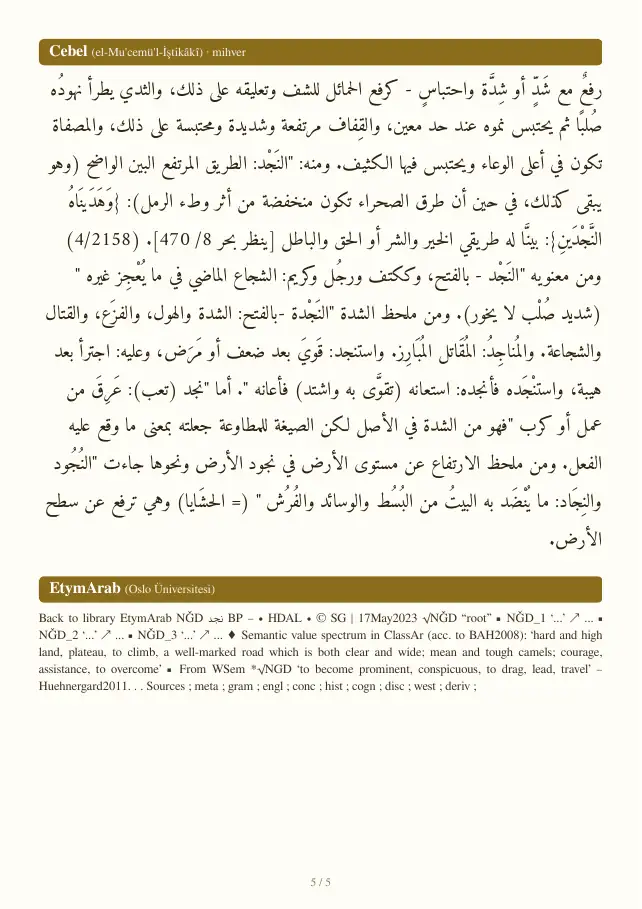 Cebel (el-Mu'cemü'l-İştikâkî) · mihver
رفعٌ مع شَدٍّ أو شِدَّة واحتباسٍ - كرفع الحمائل للشف وتعليقه على ذلك، والثدي يطرأ نهودُه
صُلبًا ثم يحتبس نموه عند حد معين، والقِفاف مرتفعة وشديدة ومحتبسة على ذلك، والمصفاة
تكون في أعلى الوعاء ويحتبس فيها الكثيف. ومنه: "النَجْد: الطريق المرتفع البين الواضح (وهو
يبقى كذلك، في حين أن طرق الصحراء تكون منخفضة من أثر وطء الرمل): {وَهَدَيْنَاهُ
النَّجْدَيْنِ}: بينَّا له طريقي الخير والشر أو الحق والباطل [ينظر بحر 8/ 470]. (4/2158)
ومن معنويه "النَجْد - بالفتح، وككتف ورجُل وكريم: الشجاع الماضي في ما يُعْجِز غيره "
(شديد صُلْب لا يخور). ومن ملحظ الشدة "النَجْدة -بالفتح: الشدة والهول، والفزَع، والقتال
والشجاعة. والمُناجِدُ: المُقَاتل المُبَارِز. واستنجد: قَويَ بعد ضعف أو مَرَض، وعليه: اجترأ بعد
هيبة، واستنْجَده فأنجده: استعانه (تقوَّى به واشتد) فأعانه ". أما "نجد (تعب): عَرِقَ من
عمل أو كرب "فهو من الشدة في الأصل لكن الصيغة للمطاوعة جعلته بمعنى ما وقع عليه
الفعل. ومن ملحظ الارتفاع عن مستوى الأرض في نجود الأرض ونحوها جاءت "النُجُود
والنِجَاد: ما يُنْضَد به البيتُ من البُسُط والوسائد والفُرُش " (= الحشَايا) وهي ترفع عن سطح
الأرض.
EtymArab (Oslo Üniversitesi)
Back to library EtymArab NǦD نجد BP – • HDAL • © SG | 17May2023 √NǦD “root” ▪ NǦD_1 ‘...’ ↗ ... ▪
NǦD_2 ‘...’ ↗ ... ▪ NǦD_3 ‘...’ ↗ ... ♦ Semantic value spectrum in ClassAr (acc. to BAH2008): ‘hard and high
land, plateau, to climb, a well-marked road which is both clear and wide; mean and tough camels; courage,
assistance, to overcome’ ▪ From WSem *√NGD ‘to become prominent, conspicuous, to drag, lead, travel’ –
Huehnergard2011. . . Sources ; meta ; gram ; engl ; conc ; hist ; cogn ; disc ; west ; deriv ;
5 / 5